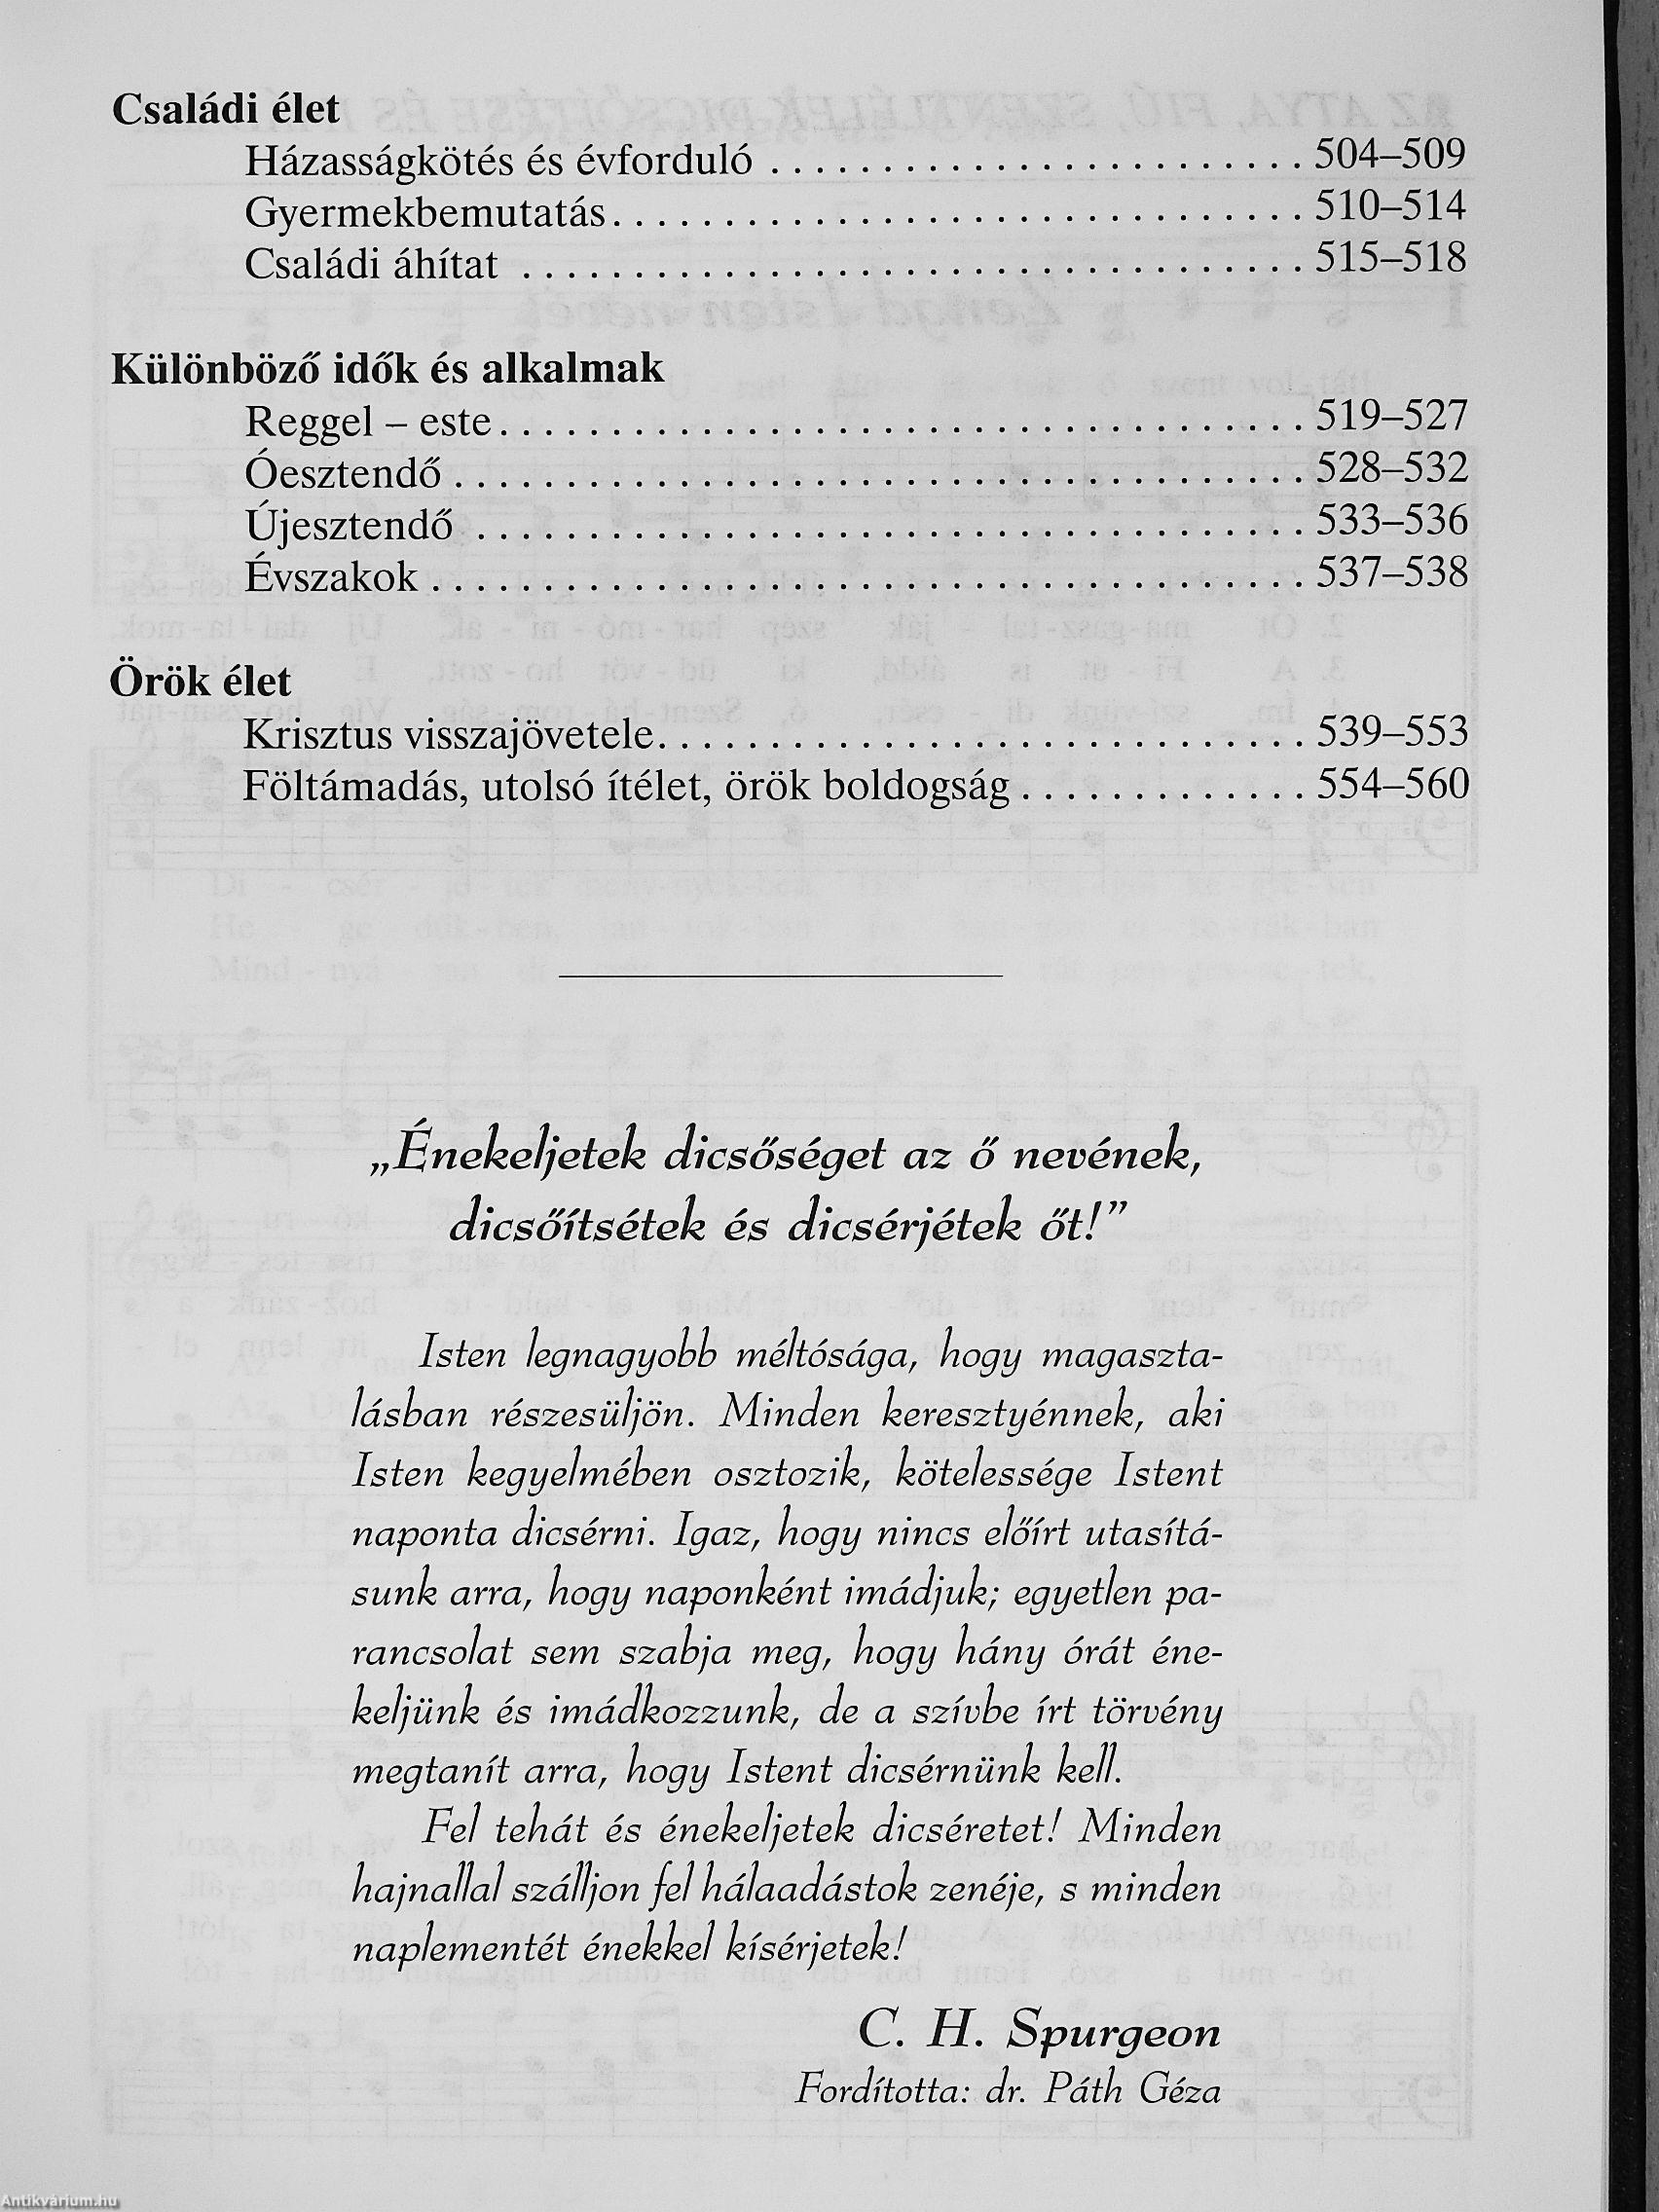 Családi élet
Házasságkötés és évforduló . . . . . . . . . . . . . . . . . . . . . . . . 504–509
Gyermekbemutatás. . . . . . . . . . . . . . . . . . . . . . . . . . . . . . . 510–514
Családi áhítat . . . . . . . . . . . . . . . . . . . . . . . . . . . . . . . . . . . 515–518
Különböző idők és alkalmak
Reggel – este. . . . . . . . . . . . . . . . . . . . . . . . . . . . . . . . . . . . 519–527
Óesztendő . . . . . . . . . . . . . . . . . . . . . . . . . . . . . . . . . . . . . . 528–532
Újesztendő . . . . . . . . . . . . . . . . . . . . . . . . . . . . . . . . . . . . . 533–536
Évszakok . . . . . . . . . . . . . . . . . . . . . . . . . . . . . . . . . . . . . . . 537–538
Örök élet
Krisztus visszajövetele. . . . . . . . . . . . . . . . . . . . . . . . . . . . . 539–553
Föltámadás, utolsó ítélet, örök boldogság . . . . . . . . . . . . . 554–560
„Énekeljetek dicsőséget az ő nevének,
dicsőítsétek és dicsérjétek őt!”
Isten legnagyobb méltósága, hogy magaszta-
lásban részesüljön. Minden keresztyénnek, aki
Isten kegyelmében osztozik, kötelessége Istent
naponta dicsérni. Igaz, hogy nincs előírt utasítá-
sunk arra, hogy naponként imádjuk; egyetlen pa-
rancsolat sem szabja meg, hogy hány órát éne-
keljünk és imádkozzunk, de a szívbe írt törvény
megtanít arra, hogy Istent dicsérnünk kell.
Fel tehát és énekeljetek dicséretet! Minden
hajnallal szálljon fel hálaadástok zenéje, s minden
naplementét énekkel kísérjetek!
C. H. Spurgeon
Fordította: dr. Páth Géza
Antikvárium.hu